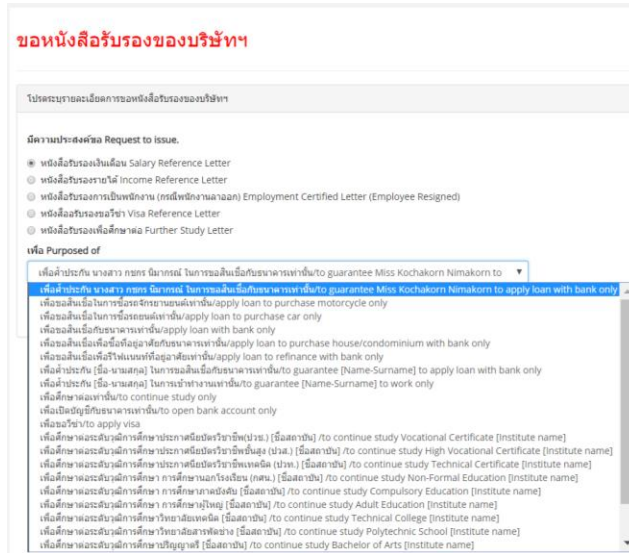 ขอหนังสือรับรองของบริษัทฯ
โปรดระบุรายละเอียดการขอหนังสือรับรองของบริษัทฯ
มีความประสงค์ขอ Request to issue.
หนังสือรับรองเงินเดือน Salary Reference Letter
หนังสือรับรองรายได้ Income Reference Letter
หนังสือรับรองการเป็นพนักงาน (กรณีพนักงานลาออก) Employment Certified Letter (Employee Resigned)
หนังสือรับรองขอวีซ่า Visa Reference Letter
หนังสือรับรองเพื่อศึกษาต่อ Further Study Letter
เพื่อ Purposed of
เพื่อค้ำประกัน นางสาว กชกร นิมากรณ์ ในการขอสินเชื่อกับธนาคารเท่านั้น/to guarantee Miss Kochakorn Nimakorn to
เพื่อค้ำประกัน นางสาว กชกร นิมากรณ์ ในการขอสินเชื่อกับธนาคารเท่านั้น/to guarantee Miss Kochakorn Nimakorn to apply loan with bank only
เพื่อขอสินเชื่อในการซื้อรถจักรยานยนต์เท่านั้น/apply loan to purchase motorcycle only
เพื่อขอสินเชื่อในการซื้อรถยนต์เท่านั้น/apply loan to purchase car only
เพื่อขอสินเชื่อกับธนาคารเท่านั้น/apply loan with bank only
เพื่อขอสินเชื่อเพื่อซื้อที่อยู่อาศัยกับธนาคารเท่านั้น/apply loan to purchase house/condominium with bank only
เพื่อขอสินเชื่อเพื่อรีไฟแนนท์ที่อยู่อาศัยเท่านั้น/apply loan to refinance with bank only
เพื่อค้ำประกัน [ชื่อ-นามสกุล] ในการขอสินเชื่อกับธนาคารเท่านั้น/to guarantee [Name-Surname] to apply loan with bank only
เพื่อค้ำประกัน [ชื่อ-นามสกุล] ในการเข้าทำงานเท่านั้น/to guarantee [Name-Surname] to work only
เพื่อศึกษาต่อเท่านั้น/to continue study only
เพื่อเปิดบัญชีกับธนาคารเท่านั้น/to open bank account only
เพื่อขอวีซ่า/to apply visa
เพื่อศึกษาต่อระดับวุฒิการศึกษาประกาศนียบัตรวิชาชีพ(ปวช.) [ชื่อสถาบัน] /to continue study Vocational Certificate [Institute name]
เพื่อศึกษาต่อระดับวุฒิการศึกษาประกาศนียบัตรวิชาชีพชั้นสูง (ปวส.) [ชื่อสถาบัน] /to continue study High Vocational Certificate [Institute name]
เพื่อศึกษาต่อระดับวุฒิการศึกษาประกาศนียบัตรวิชาชีพเทคนิค (ปวท.) [ชื่อสถาบัน] /to continue study Technical Certificate [Institute name]
เพื่อศึกษาต่อระดับวุฒิการศึกษา การศึกษานอกโรงเรียน (กศน.) [ชื่อสถาบัน] /to continue study Non-Formal Education [Institute name]
เพื่อศึกษาต่อระดับวุฒิการศึกษา การศึกษาภาคบังคับ [ชื่อสถาบัน] /to continue study Compulsory Education [Institute name]
เพื่อศึกษาต่อระดับวุฒิการศึกษา การศึกษาผู้ใหญ่ [ชื่อสถาบัน] /to continue study Adult Education [Institute name]
เพื่อศึกษาต่อระดับวุฒิการศึกษาวิทยาลัยเทคนิค [ชื่อสถาบัน] /to continue study Technical College [Institute name]
เพื่อศึกษาต่อระดับวุฒิการศึกษาวิทยาลัยสารพัดช่าง [ชื่อสถาบัน] /to continue study Polytechnic School [Institute name]
เพื่อศึกษาต่อระดับวุฒิการศึกษาปริญญาตรี [ชื่อสถาบัน] /to continue study Bachelor of Arts [Institute name]